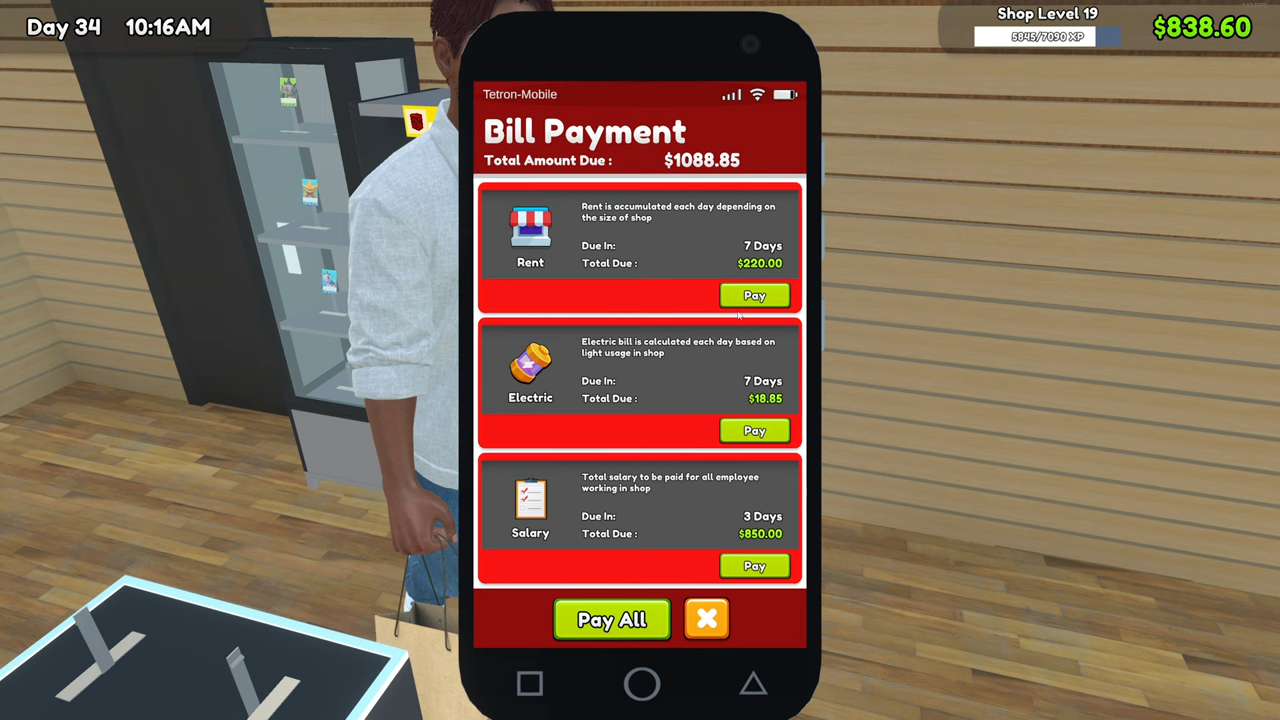 Day 34 10:16AM
Shop Level 19
5845/7090 XP
$838.60
Tetron-Mobile
Bill Payment
Total Amount Due : $1088.85
Rent is accumulated each day depending on
the size of shop
Due In: 7 Days
Total Due : $220.00
Rent
Pay
Electric bill is calculated each day based on
light usage in shop
Due In: 7 Days
Total Due : $18.85
Electric
Pay
Total salary to be paid for all employee
working in shop
Due In: 3 Days
Total Due : $850.00
Salary
Pay
Pay All